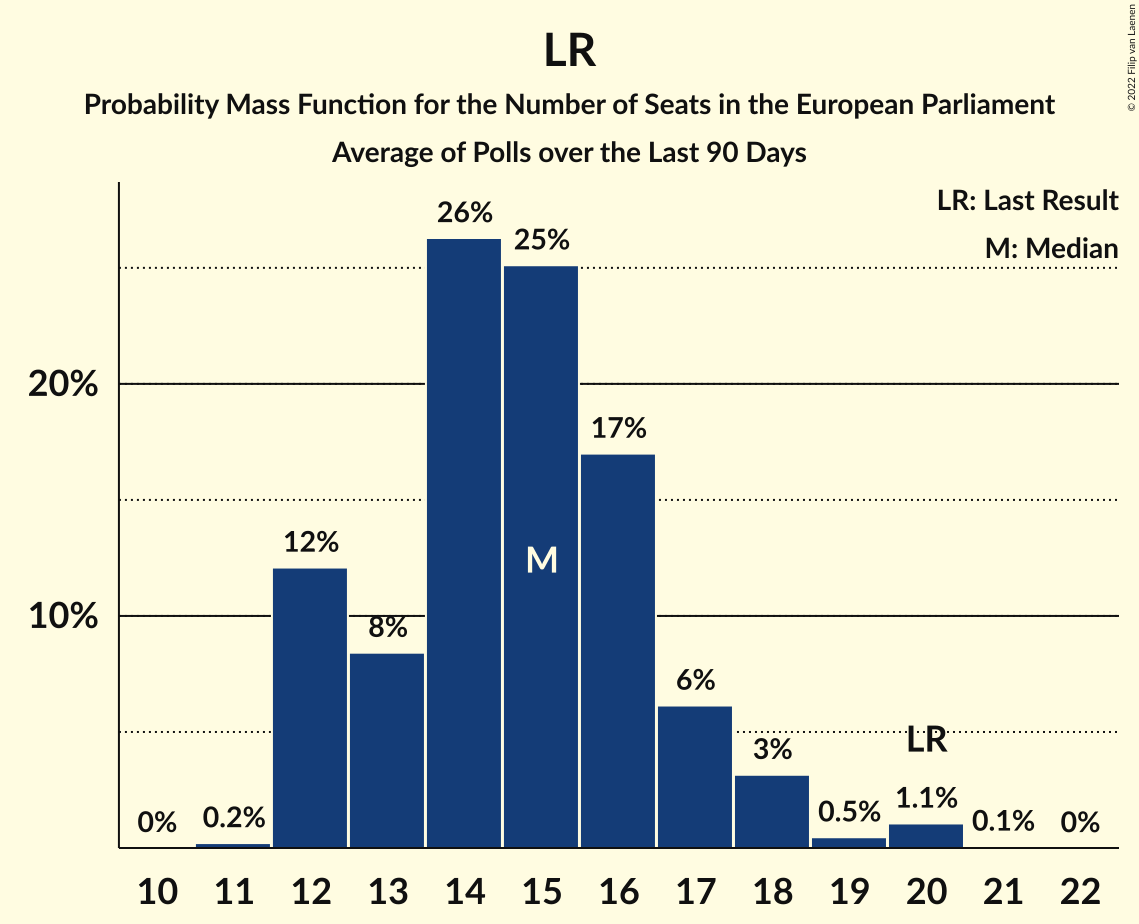 LR
Probability Mass Function for the Number of Seats in the European Parliament
Average of Polls over the Last 90 Days
© 2022 Filip van Laenen
LR: Last Result
M: Median
20%
10%
0%
0.2%
12%
8%
26%
25%
17%
6%
3%
0.5%
1.1%
0.1%
0%
M
LR
10 11 12 13 14 15 16 17 18 19 20 21 22